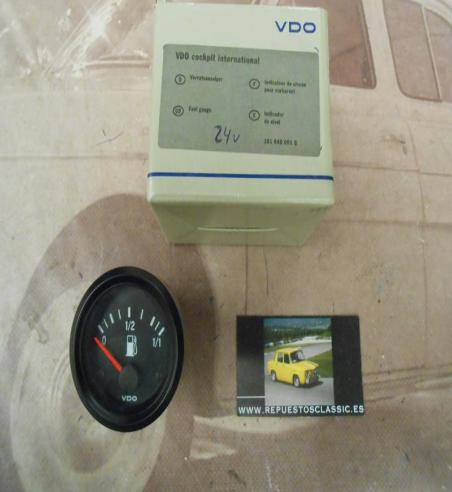 VDO
VDO cockpit international
D Vorratsanzeiger
F Indicateur de niveau
pour carburant
GB Fuel gauge
E Indicador
de nivel
24v
1/2
0
1/1
VDO
WWW.REPUESTOSCLASSIC.ES